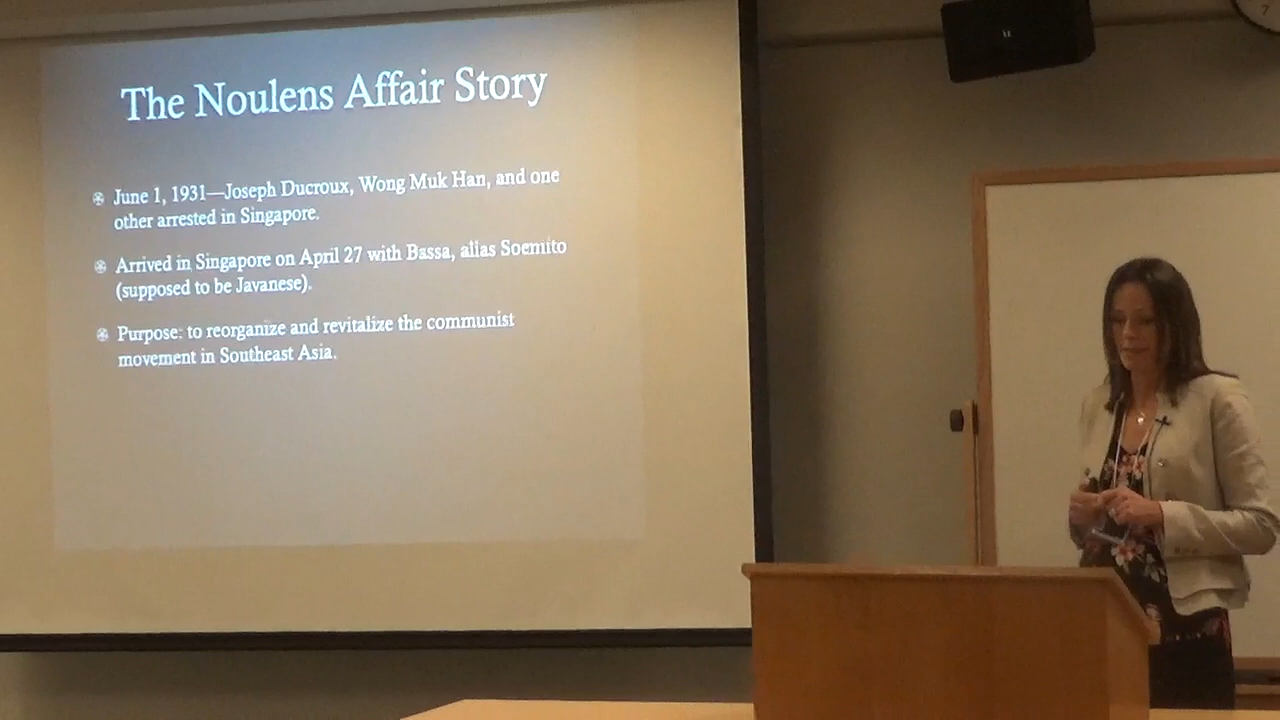 The Noulens Affair Story
June 1, 1931—Joseph Ducroux, Wong Muk Han, and one
other arrested in Singapore.
Arrived in Singapore on April 27 with Bassa, alias Soemito
(supposed to be Javanese).
Purpose: to reorganize and revitalize the communist
movement in Southeast Asia.
7